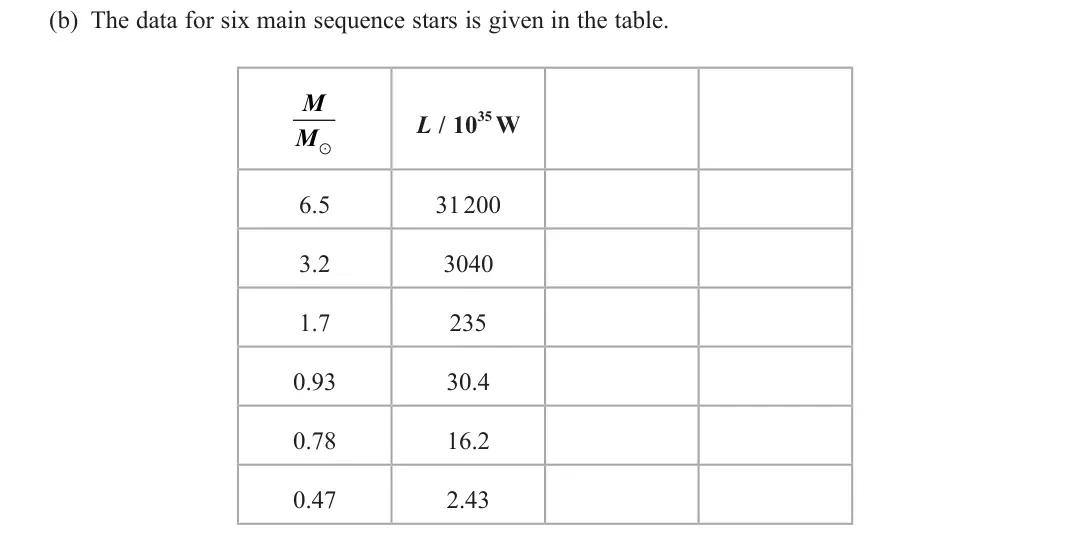 (b) The data for six main sequence stars is given in the table.
M
M☉
L / 10³⁵ W
6.5 31 200
3.2 3040
1.7 235
0.93 30.4
0.78 16.2
0.47 2.43